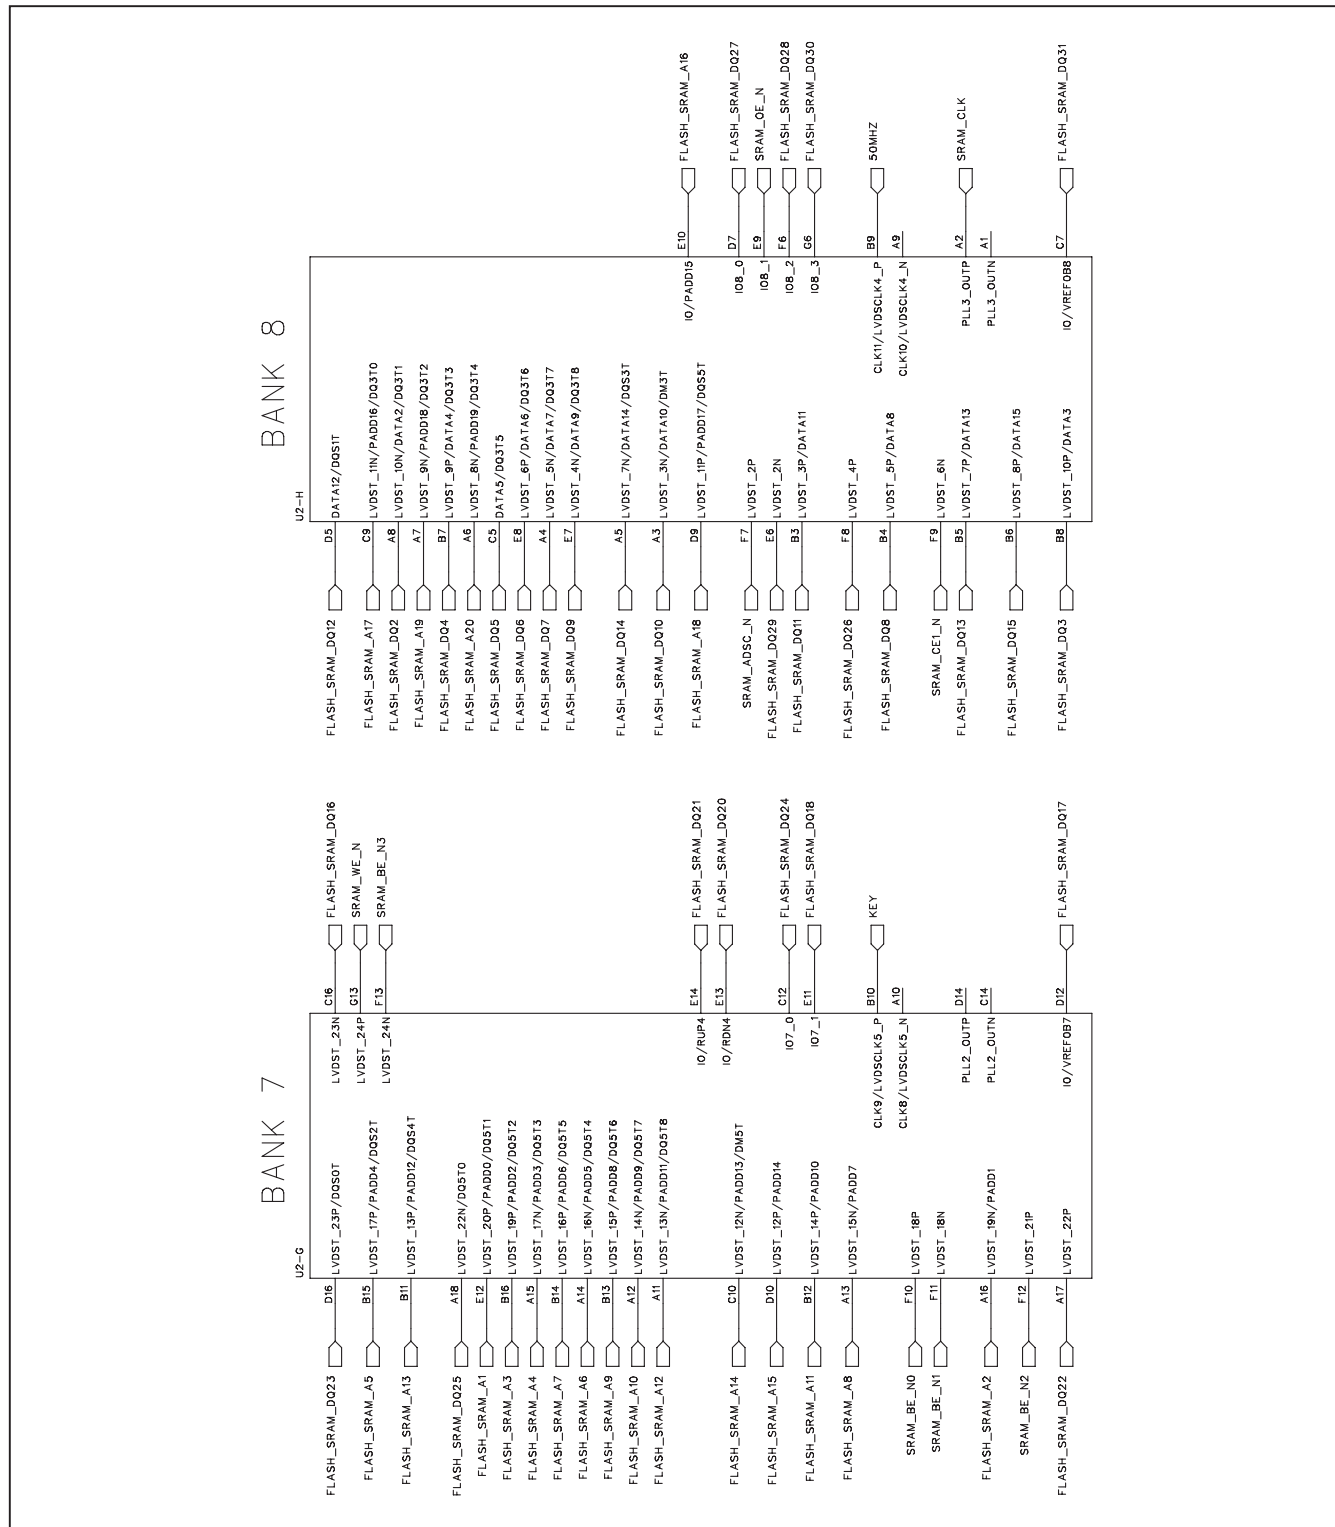 BANK 7
U2-G
FLASH_SRAM_DQ23 D16 LVDST_23P/DQS0T
FLASH_SRAM_A5 B15 LVDST_17P/PADD4/DQS2T
FLASH_SRAM_A13 B11 LVDST_13P/PADD12/DQS4T
FLASH_SRAM_DQ25 A18 LVDST_22N/DQ5T0
FLASH_SRAM_A1 E12 LVDST_20P/PADD0/DQ5T1
FLASH_SRAM_A3 B16 LVDST_19P/PADD2/DQ5T2
FLASH_SRAM_A4 A15 LVDST_17N/PADD3/DQ5T3
FLASH_SRAM_A7 B14 LVDST_16P/PADD6/DQ5T5
FLASH_SRAM_A6 A14 LVDST_16N/PADD5/DQ5T4
FLASH_SRAM_A9 B13 LVDST_15P/PADD8/DQ5T6
FLASH_SRAM_A10 A12 LVDST_14N/PADD9/DQ5T7
FLASH_SRAM_A12 A11 LVDST_13N/PADD11/DQ5T8
FLASH_SRAM_A14 C10 LVDST_12N/PADD13/DM5T
FLASH_SRAM_A15 D10 LVDST_12P/PADD14
FLASH_SRAM_A11 B12 LVDST_14P/PADD10
FLASH_SRAM_A8 A13 LVDST_15N/PADD7
SRAM_BE_N0 F10 LVDST_18P
SRAM_BE_N1 F11 LVDST_18N
FLASH_SRAM_A2 A16 LVDST_19N/PADD1
SRAM_BE_N2 F12 LVDST_21P
FLASH_SRAM_DQ22 A17 LVDST_22P
LVDST_23N C16 FLASH_SRAM_DQ16
LVDST_24P G13 SRAM_WE_N
LVDST_24N F13 SRAM_BE_N3
IO/RUP4 E14 FLASH_SRAM_DQ21
IO/RDN4 E13 FLASH_SRAM_DQ20
IO7_0 C12 FLASH_SRAM_DQ24
IO7_1 E11 FLASH_SRAM_DQ18
CLK9/LVDSCLK5_P B10 KEY
CLK8/LVDSCLK5_N A10
PLL2_OUTP D14
PLL2_OUTN C14
IO/VREF0B7 D12 FLASH_SRAM_DQ17
BANK 8
U2-H
FLASH_SRAM_DQ12 D5 DATA12/DQS1T
FLASH_SRAM_A17 C9 LVDST_11N/PADD16/DQ3T0
FLASH_SRAM_DQ2 A8 LVDST_10N/DATA2/DQ3T1
FLASH_SRAM_A19 A7 LVDST_9N/PADD18/DQ3T2
FLASH_SRAM_DQ4 B7 LVDST_9P/DATA4/DQ3T3
FLASH_SRAM_A20 A6 LVDST_8N/PADD19/DQ3T4
FLASH_SRAM_DQ5 C5 DATA5/DQ3T5
FLASH_SRAM_DQ6 E8 LVDST_6P/DATA6/DQ3T6
FLASH_SRAM_DQ7 A4 LVDST_5N/DATA7/DQ3T7
FLASH_SRAM_DQ9 E7 LVDST_4N/DATA9/DQ3T8
FLASH_SRAM_DQ14 A5 LVDST_7N/DATA14/DQS3T
FLASH_SRAM_DQ10 A3 LVDST_3N/DATA10/DM3T
FLASH_SRAM_A18 D9 LVDST_11P/PADD17/DQS5T
SRAM_ADSC_N F7 LVDST_2P
FLASH_SRAM_DQ29 E6 LVDST_2N
FLASH_SRAM_DQ11 B3 LVDST_3P/DATA11
FLASH_SRAM_DQ26 F8 LVDST_4P
FLASH_SRAM_DQ8 B4 LVDST_5P/DATA8
SRAM_CE1_N F9 LVDST_6N
FLASH_SRAM_DQ13 B5 LVDST_7P/DATA13
FLASH_SRAM_DQ15 B6 LVDST_8P/DATA15
FLASH_SRAM_DQ3 B8 LVDST_10P/DATA3
IO/PADD15 E10 FLASH_SRAM_A16
IO8_0 D7 FLASH_SRAM_DQ27
IO8_1 E9 SRAM_OE_N
IO8_2 F6 FLASH_SRAM_DQ28
IO8_3 G6 FLASH_SRAM_DQ30
CLK11/LVDSCLK4_P B9 50MHZ
CLK10/LVDSCLK4_N A9
PLL3_OUTP A2 SRAM_CLK
PLL3_OUTN A1
IO/VREF0B8 C7 FLASH_SRAM_DQ31